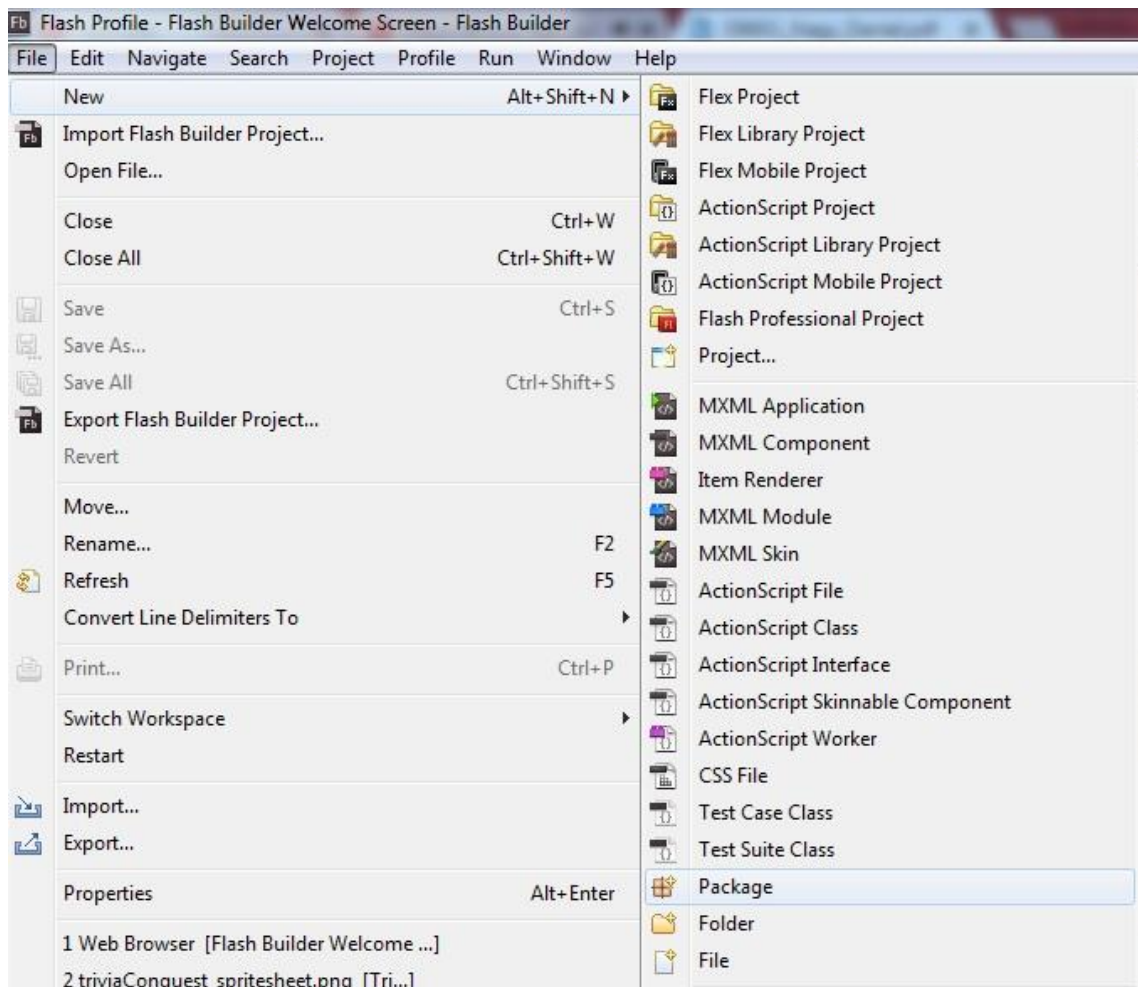 Fb Flash Profile - Flash Builder Welcome Screen - Flash Builder
File Edit Navigate Search Project Profile Run Window Help
New Alt+Shift+N
Import Flash Builder Project...
Open File...
Close Ctrl+W
Close All Ctrl+Shift+W
Save Ctrl+S
Save As...
Save All Ctrl+Shift+S
Export Flash Builder Project...
Revert
Move...
Rename... F2
Refresh F5
Convert Line Delimiters To
Print... Ctrl+P
Switch Workspace
Restart
Import...
Export...
Properties Alt+Enter
1 Web Browser [Flash Builder Welcome ...]
2 triviaConquest_spritesheet.png [Tri...]
Flex Project
Flex Library Project
Flex Mobile Project
ActionScript Project
ActionScript Library Project
ActionScript Mobile Project
Flash Professional Project
Project...
MXML Application
MXML Component
Item Renderer
MXML Module
MXML Skin
ActionScript File
ActionScript Class
ActionScript Interface
ActionScript Skinnable Component
ActionScript Worker
CSS File
Test Case Class
Test Suite Class
Package
Folder
File